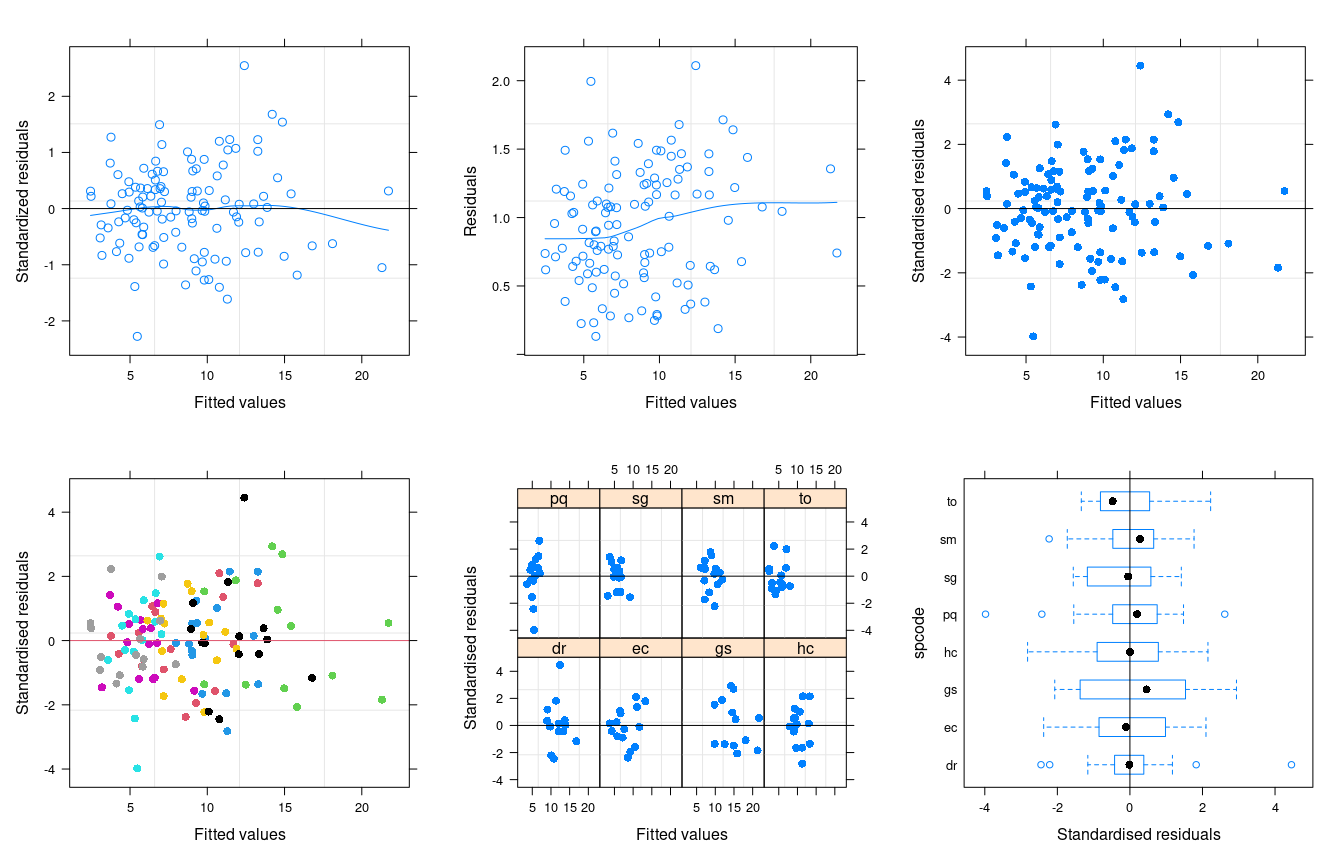 Standardized residuals
2
1
0
-1
-2
5 10 15 20
Fitted values
Residuals
2.0
1.5
1.0
0.5
5 10 15 20
Fitted values
Standardised residuals
4
2
0
-2
-4
5 10 15 20
Fitted values
Standardised residuals
4
2
0
-2
-4
5 10 15 20
Fitted values
Standardised residuals
5 10 15 20 5 10 15 20
pq sg sm to
4
2
0
-2
-4
dr ec gs hc
4
2
0
-2
-4
5 10 15 20 5 10 15 20
Fitted values
spcode
to
sm
sg
pq
hc
gs
ec
dr
-4 -2 0 2 4
Standardised residuals